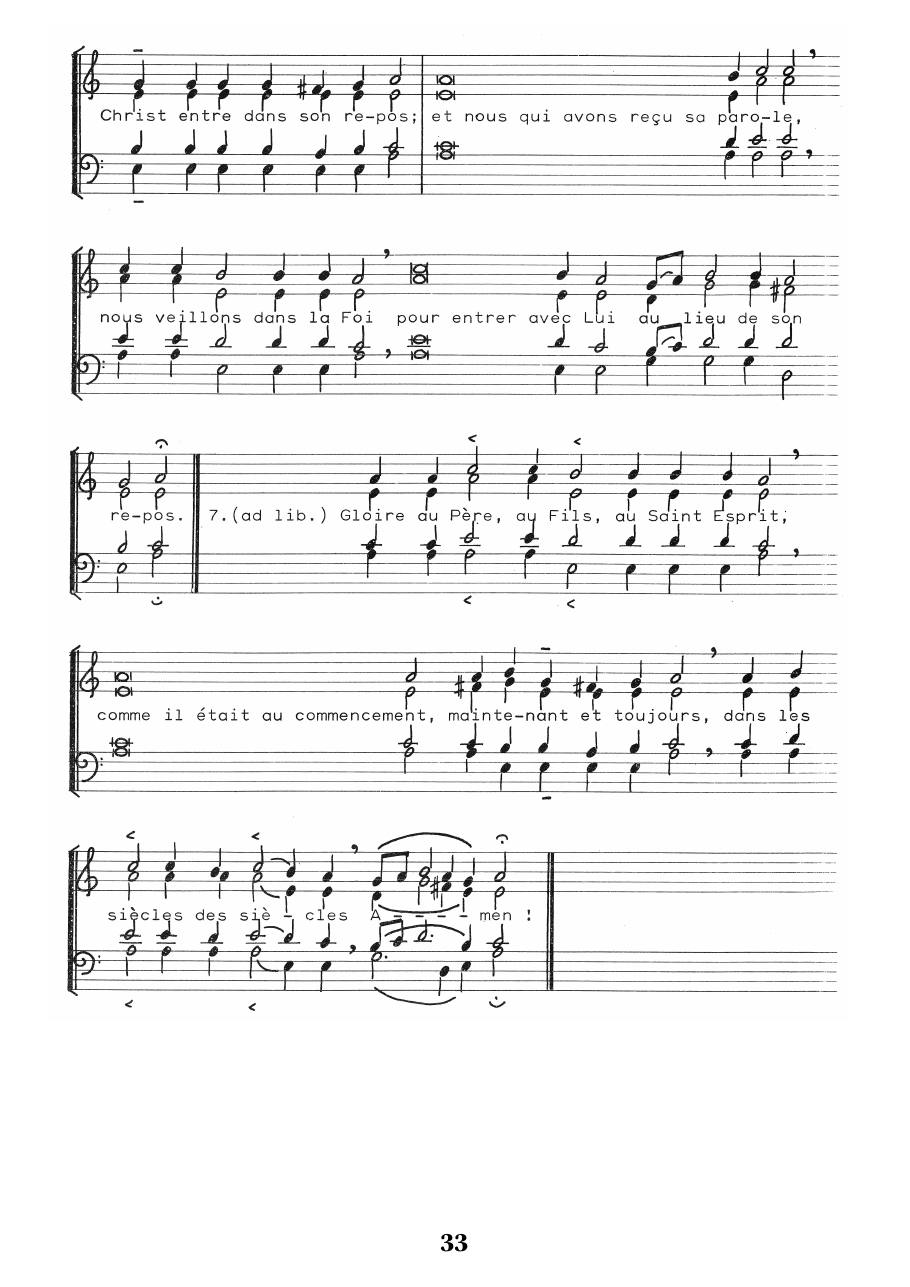 Christ entre dans son re-pos; et nous qui avons reçu sa paro-le,
nous veillons dans la Foi pour entrer avec Lui au lieu de son
re-pos. 7.(ad lib.) Gloire au Père, au Fils, au Saint Esprit;
comme il était au commencement, mainte-nant et toujours, dans les
siècles des siè - cles A - - - - men !
33